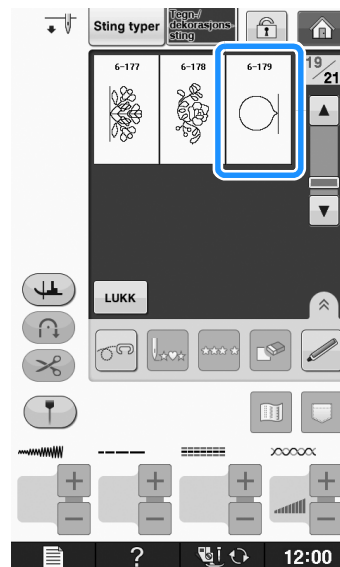 Sting typer
Tegn-/
dekorasjons-
sting
6-177
6-178
6-179
19/21
LUKK
?
12:00